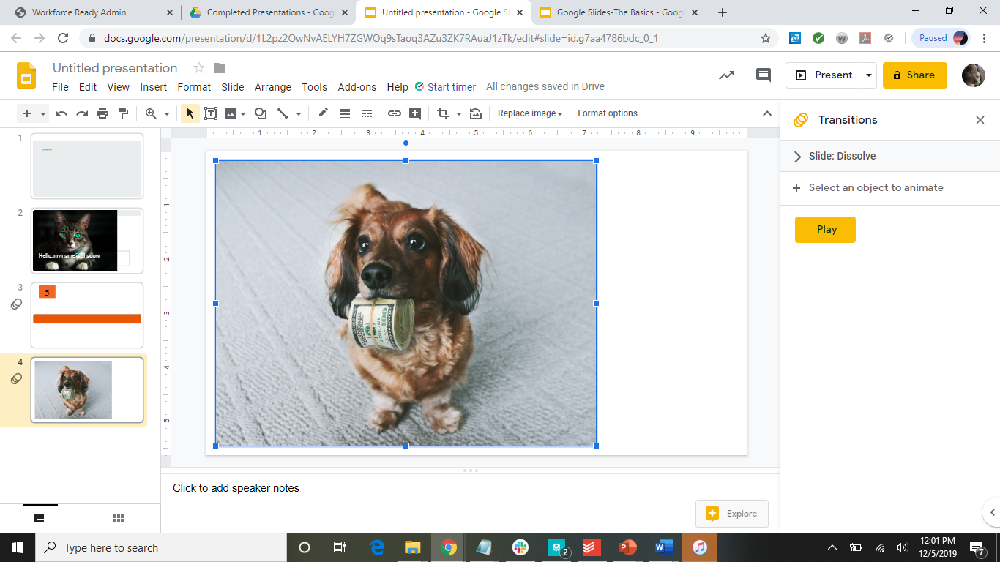 Workforce Ready Admin
Completed Presentations - Goog
Untitled presentation - Google S
Google Slides-The Basics - Googl
docs.google.com/presentation/d/1L2pz2OwNvAELYH7ZGWQq9sTaoq3AZu3ZK7RAuaJ1zTk/edit#slide=id.g7aa4786bdc_0_1
Paused
Untitled presentation
File Edit View Insert Format Slide Arrange Tools Add-ons Help Start timer All changes saved in Drive
Present
Share
Replace image
Format options
Transitions
Slide: Dissolve
+ Select an object to animate
Play
1 2 3 4 5 6 7 8 9
1
2
3
4
5
1
2
Hello, my name is Shadow
3
5
4
100
Click to add speaker notes
Explore
Type here to search
2
12:01 PM
12/5/2019
7